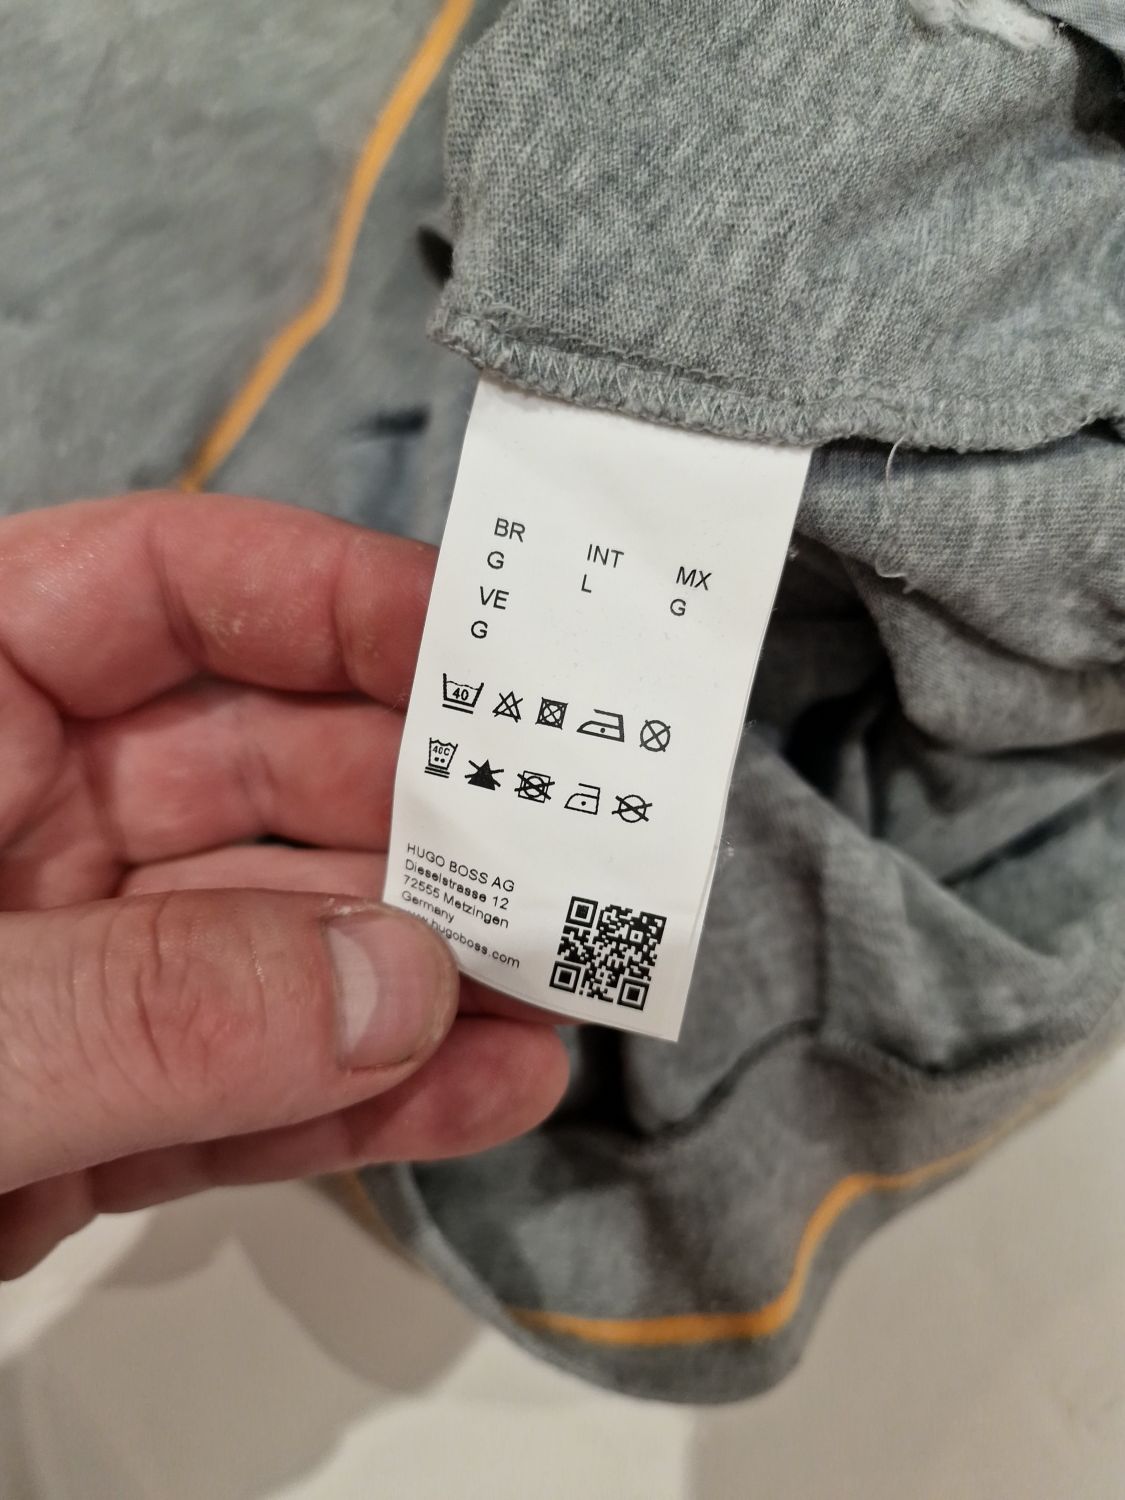 BR INT MX
G L G
VE
G
40
40C
HUGO BOSS AG
Dieselstrasse 12
72555 Metzingen
Germany
www.hugoboss.com